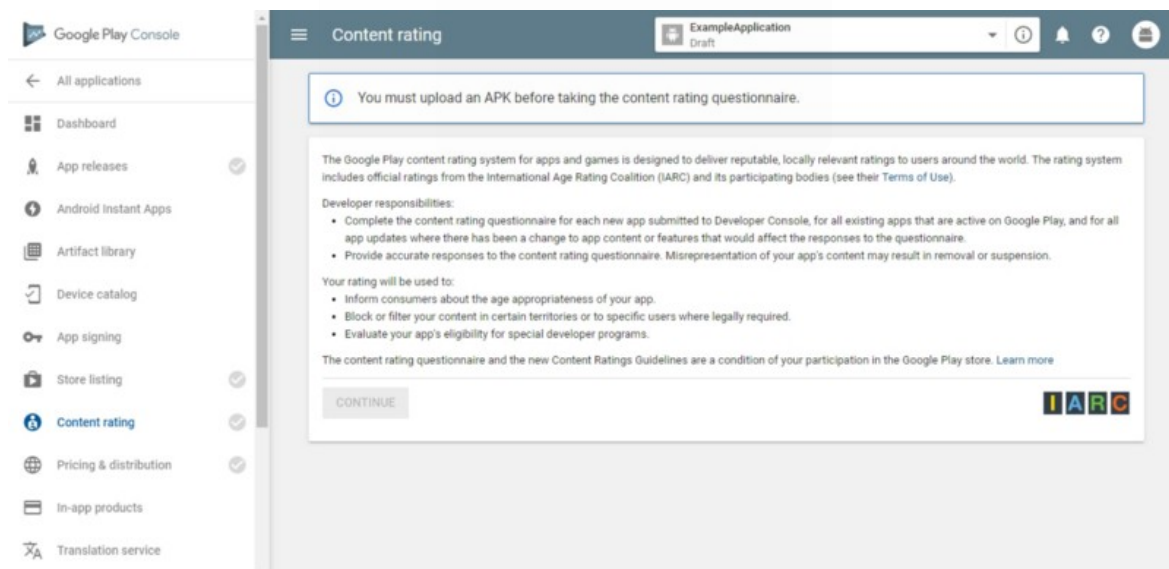 Google Play Console
All applications
Dashboard
App releases
Android Instant Apps
Artifact library
Device catalog
App signing
Store listing
Content rating
Pricing & distribution
In-app products
Translation service
Content rating
ExampleApplication
Draft
You must upload an APK before taking the content rating questionnaire.
The Google Play content rating system for apps and games is designed to deliver reputable, locally relevant ratings to users around the world. The rating system
includes official ratings from the International Age Rating Coalition (IARC) and its participating bodies (see their Terms of Use).
Developer responsibilities:
• Complete the content rating questionnaire for each new app submitted to Developer Console, for all existing apps that are active on Google Play, and for all
app updates where there has been a change to app content or features that would affect the responses to the questionnaire.
• Provide accurate responses to the content rating questionnaire. Misrepresentation of your app's content may result in removal or suspension.
Your rating will be used to:
• Inform consumers about the age appropriateness of your app.
• Block or filter your content in certain territories or to specific users where legally required.
• Evaluate your app's eligibility for special developer programs.
The content rating questionnaire and the new Content Ratings Guidelines are a condition of your participation in the Google Play store. Learn more
CONTINUE
IARC